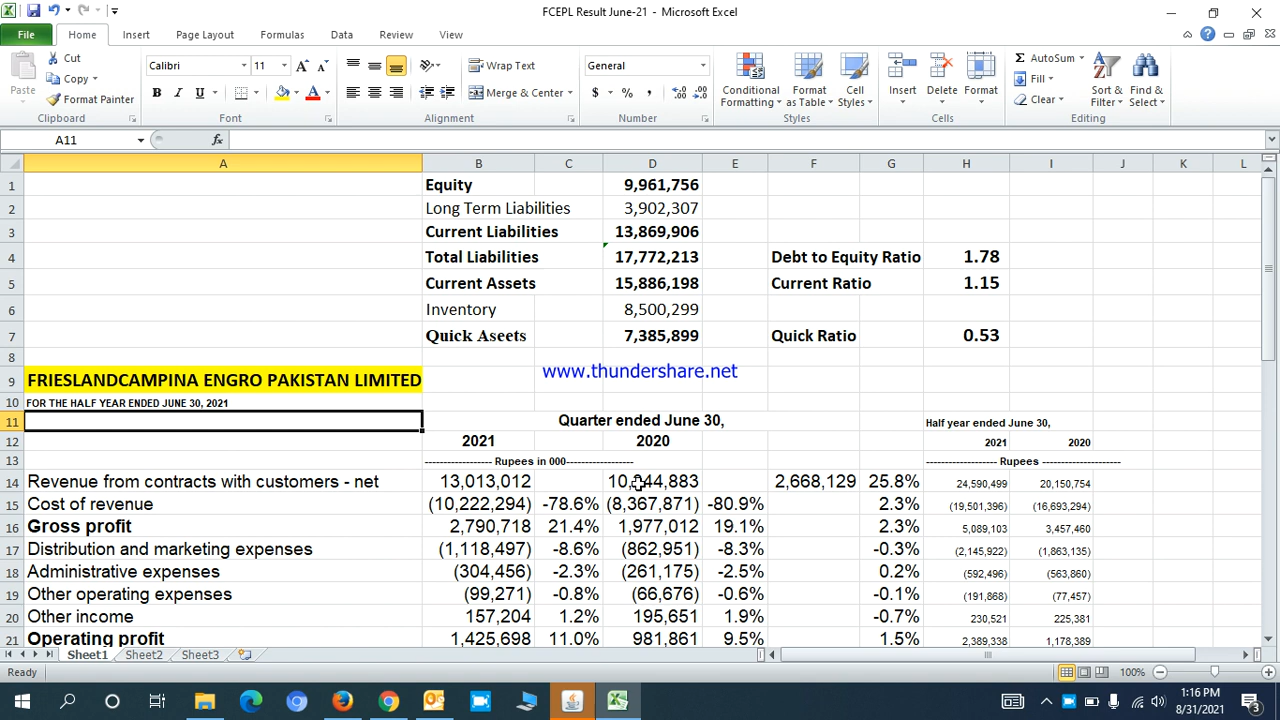 FCEPL Result June-21 - Microsoft Excel
File Home Insert Page Layout Formulas Data Review View
Cut
Copy
Paste
Format Painter
Clipboard
Calibri 11
B I U
Font
Wrap Text
Merge & Center
Alignment
General
$ % ,
Number
Conditional Formatting
Format as Table
Cell Styles
Styles
Insert Delete Format
Cells
AutoSum
Fill
Clear
Sort & Filter
Find & Select
Editing
A11 fx
A B C D E F G H I J K L
1 Equity 9,961,756
2 Long Term Liabilities 3,902,307
3 Current Liabilities 13,869,906
4 Total Liabilities 17,772,213 Debt to Equity Ratio 1.78
5 Current Assets 15,886,198 Current Ratio 1.15
6 Inventory 8,500,299
7 Quick Aseets 7,385,899 Quick Ratio 0.53
8 www.thundershare.net
9 FRIESLANDCAMPINA ENGRO PAKISTAN LIMITED
10 FOR THE HALF YEAR ENDED JUNE 30, 2021
11 Quarter ended June 30, Half year ended June 30,
12 2021 2020 2021 2020
13 ----------------- Rupees in 000----------------- ------------------- Rupees ---------------------
14 Revenue from contracts with customers - net 13,013,012 2,668,129 25.8% 24,590,499 20,150,754
15 Cost of revenue (10,222,294) -78.6% (8,367,871) -80.9% 2.3% (19,501,396) (16,693,294)
16 Gross profit 2,790,718 21.4% 1,977,012 19.1% 2.3% 5,089,103 3,457,460
17 Distribution and marketing expenses (1,118,497) -8.6% (862,951) -8.3% -0.3% (2,145,922) (1,863,135)
18 Administrative expenses (304,456) -2.3% (261,175) -2.5% 0.2% (592,496) (563,860)
19 Other operating expenses (99,271) -0.8% (66,676) -0.6% -0.1% (191,868) (77,457)
20 Other income 157,204 1.2% 195,651 1.9% -0.7% 230,521 225,381
21 Operating profit 1,425,698 11.0% 981,861 9.5% 1.5% 2,389,338 1,178,389
Sheet1 Sheet2 Sheet3
Ready 100%
1:16 PM
8/31/2021
3